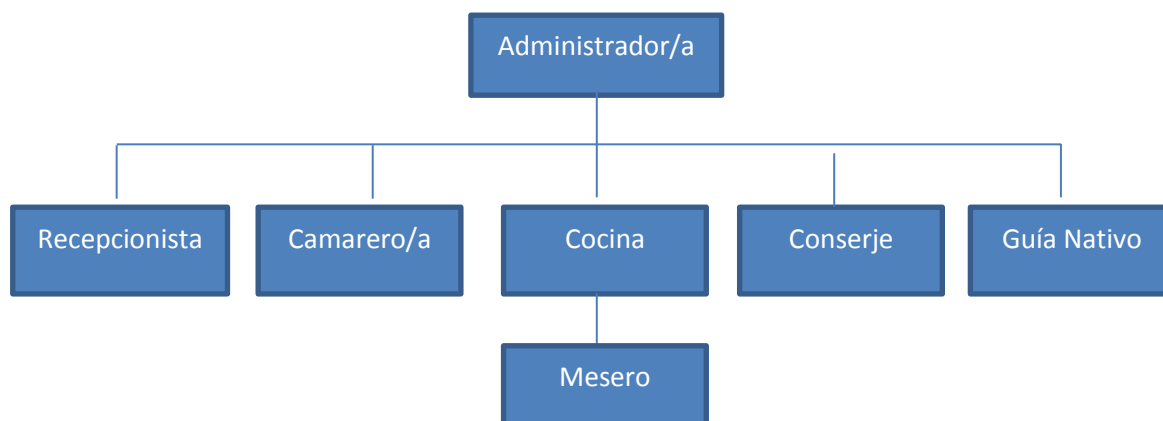 Administrador/a
Recepcionista
Camarero/a
Cocina
Conserje
Guía Nativo
Mesero